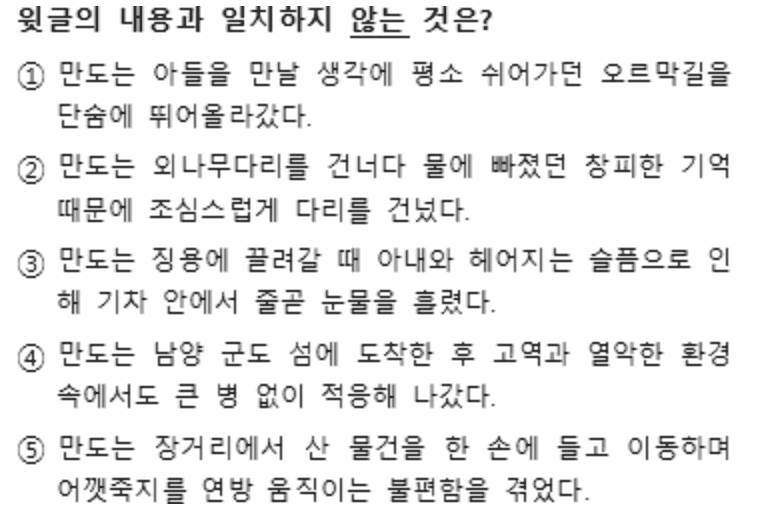 윗글의 내용과 일치하지 않는 것은?
① 만도는 아들을 만날 생각에 평소 쉬어가던 오르막길을
단숨에 뛰어올라갔다.
② 만도는 외나무다리를 건너다 물에 빠졌던 창피한 기억
때문에 조심스럽게 다리를 건넜다.
③ 만도는 징용에 끌려갈 때 아내와 헤어지는 슬픔으로 인
해 기차 안에서 줄곧 눈물을 흘렸다.
④ 만도는 남양 군도 섬에 도착한 후 고역과 열악한 환경
속에서도 큰 병 없이 적응해 나갔다.
⑤ 만도는 장거리에서 산 물건을 한 손에 들고 이동하며
어깻죽지를 연방 움직이는 불편함을 겪었다.